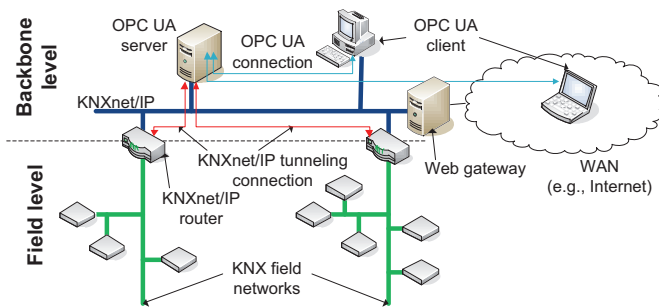 Backbone
level
OPC UA
server
OPC UA
connection
OPC UA
client
KNXnet/IP
KNXnet/IP tunneling
connection
Web gateway
WAN
(e.g., Internet)
KNXnet/IP
router
Field level
KNX field
networks